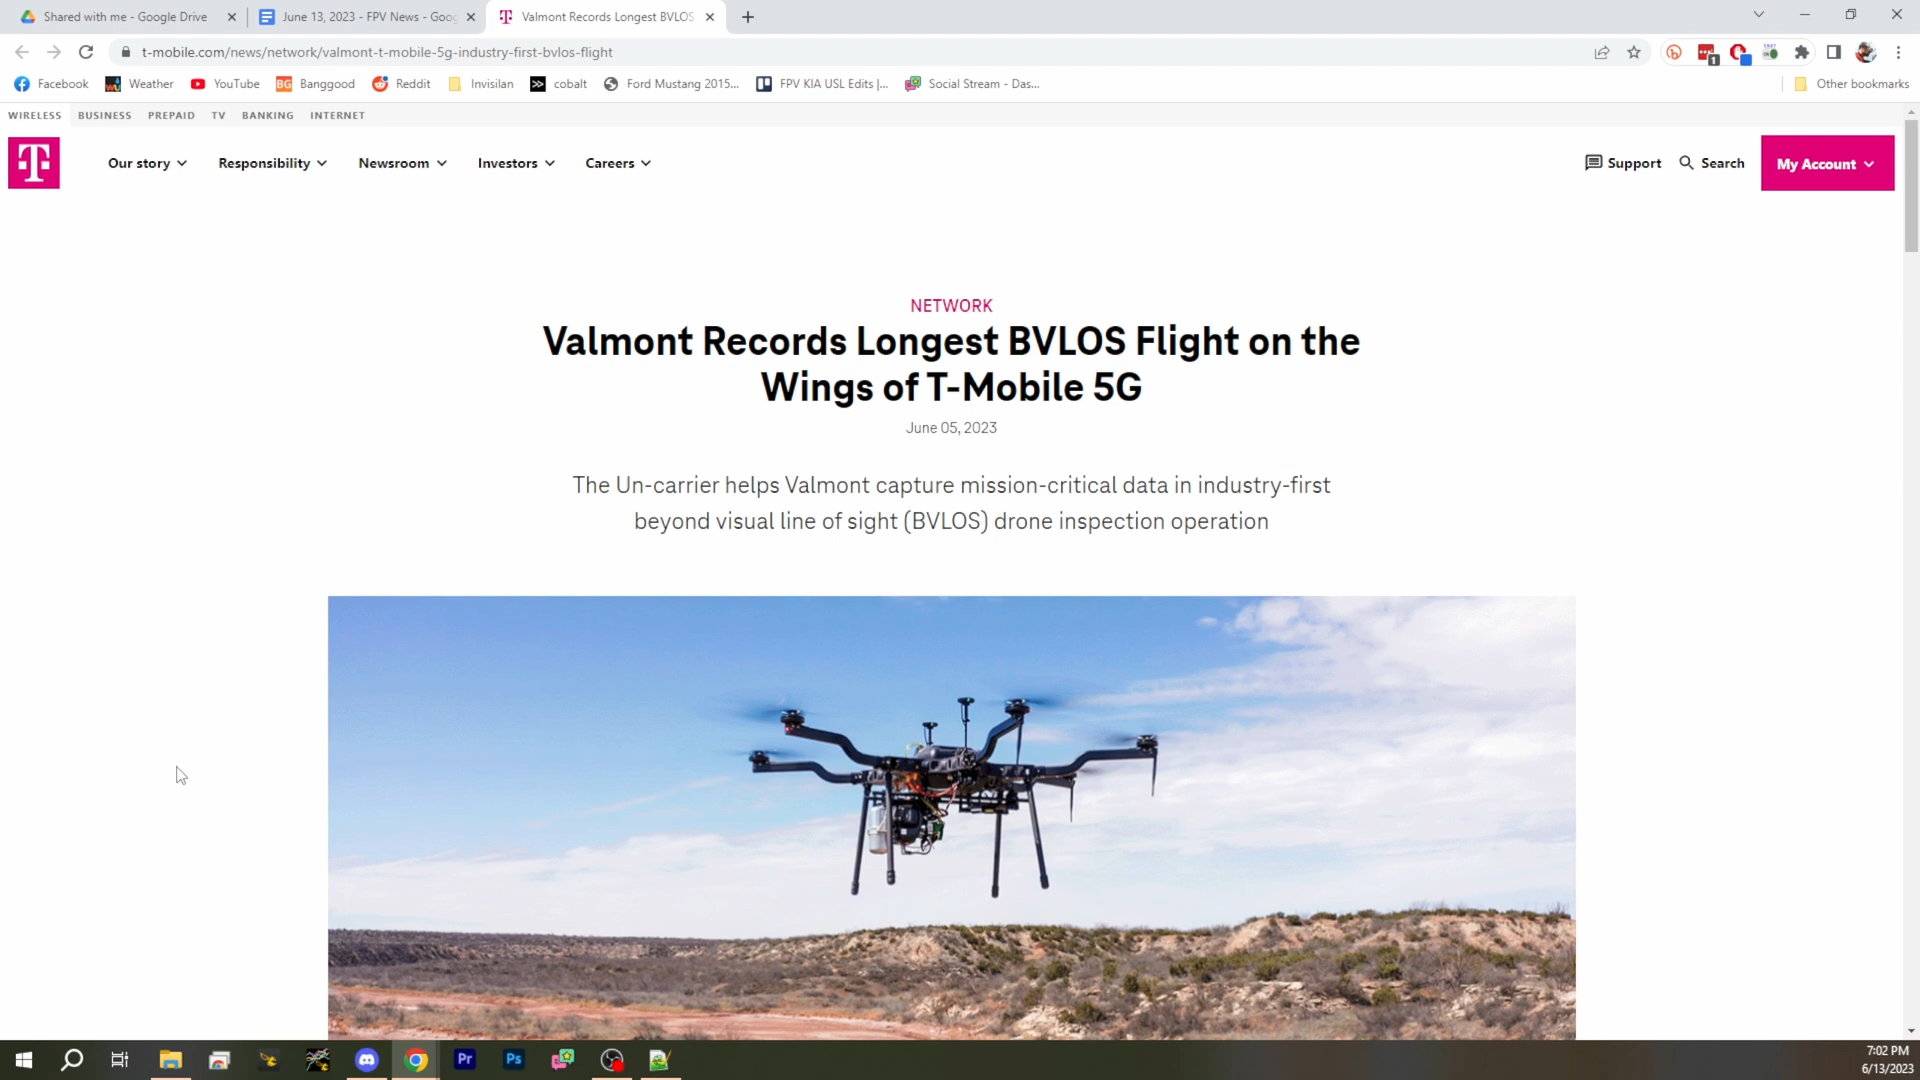 Shared with me - Google Drive
June 13, 2023 - FPV News - Goo
Valmont Records Longest BVLOS
t-mobile.com/news/network/valmont-t-mobile-5g-industry-first-bvlos-flight
1
Facebook
Weather
YouTube
BG Banggood
Reddit
Invisilan
cobalt
Ford Mustang 2015...
FPV KIA USL Edits |...
Social Stream - Das...
Other bookmarks
WIRELESS BUSINESS PREPAID TV BANKING INTERNET
T
Our story
Responsibility
Newsroom
Investors
Careers
Support
Search
My Account
NETWORK
Valmont Records Longest BVLOS Flight on the
Wings of T-Mobile 5G
June 05, 2023
The Un-carrier helps Valmont capture mission-critical data in industry-first
beyond visual line of sight (BVLOS) drone inspection operation
Pr
Ps
7:02 PM
6/13/2023